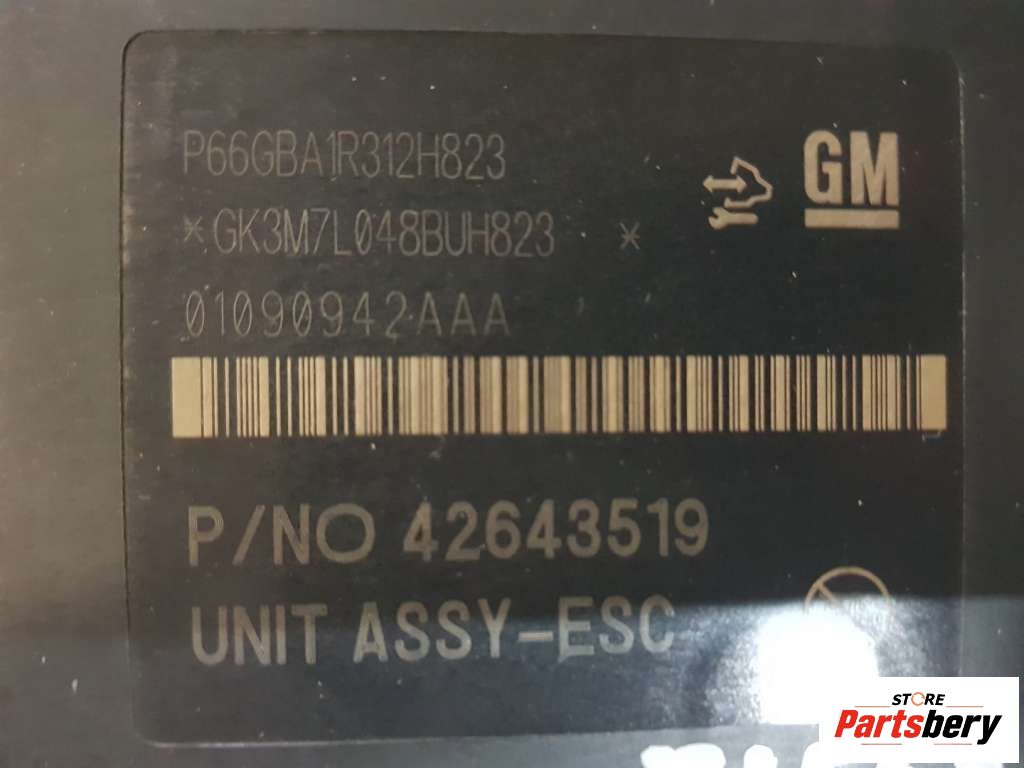 P66GBA1R312H823
GM
*GK3M7L048BUH823 *
01090942AAA
P/NO 42643519
UNIT ASSY-ESC
STORE
Partsbery